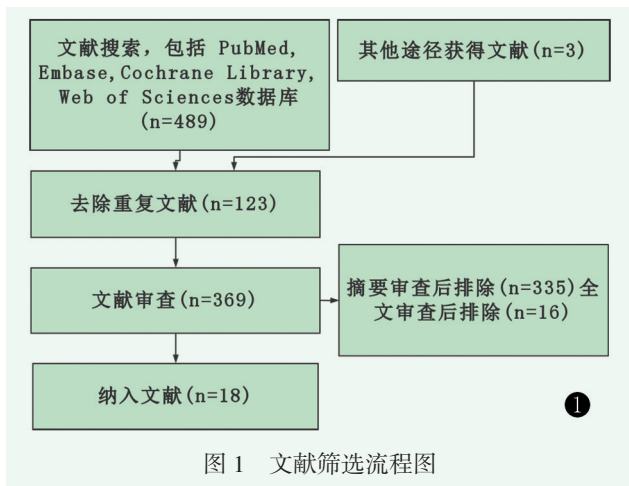 文献搜索，包括 PubMed,
Embase,Cochrane Library,
Web of Sciences数据库
(n=489)
其他途径获得文献(n=3)
去除重复文献(n=123)
文献审查(n=369)
摘要审查后排除(n=335)全
文审查后排除(n=16)
纳入文献(n=18)
❶
图 1 文献筛选流程图